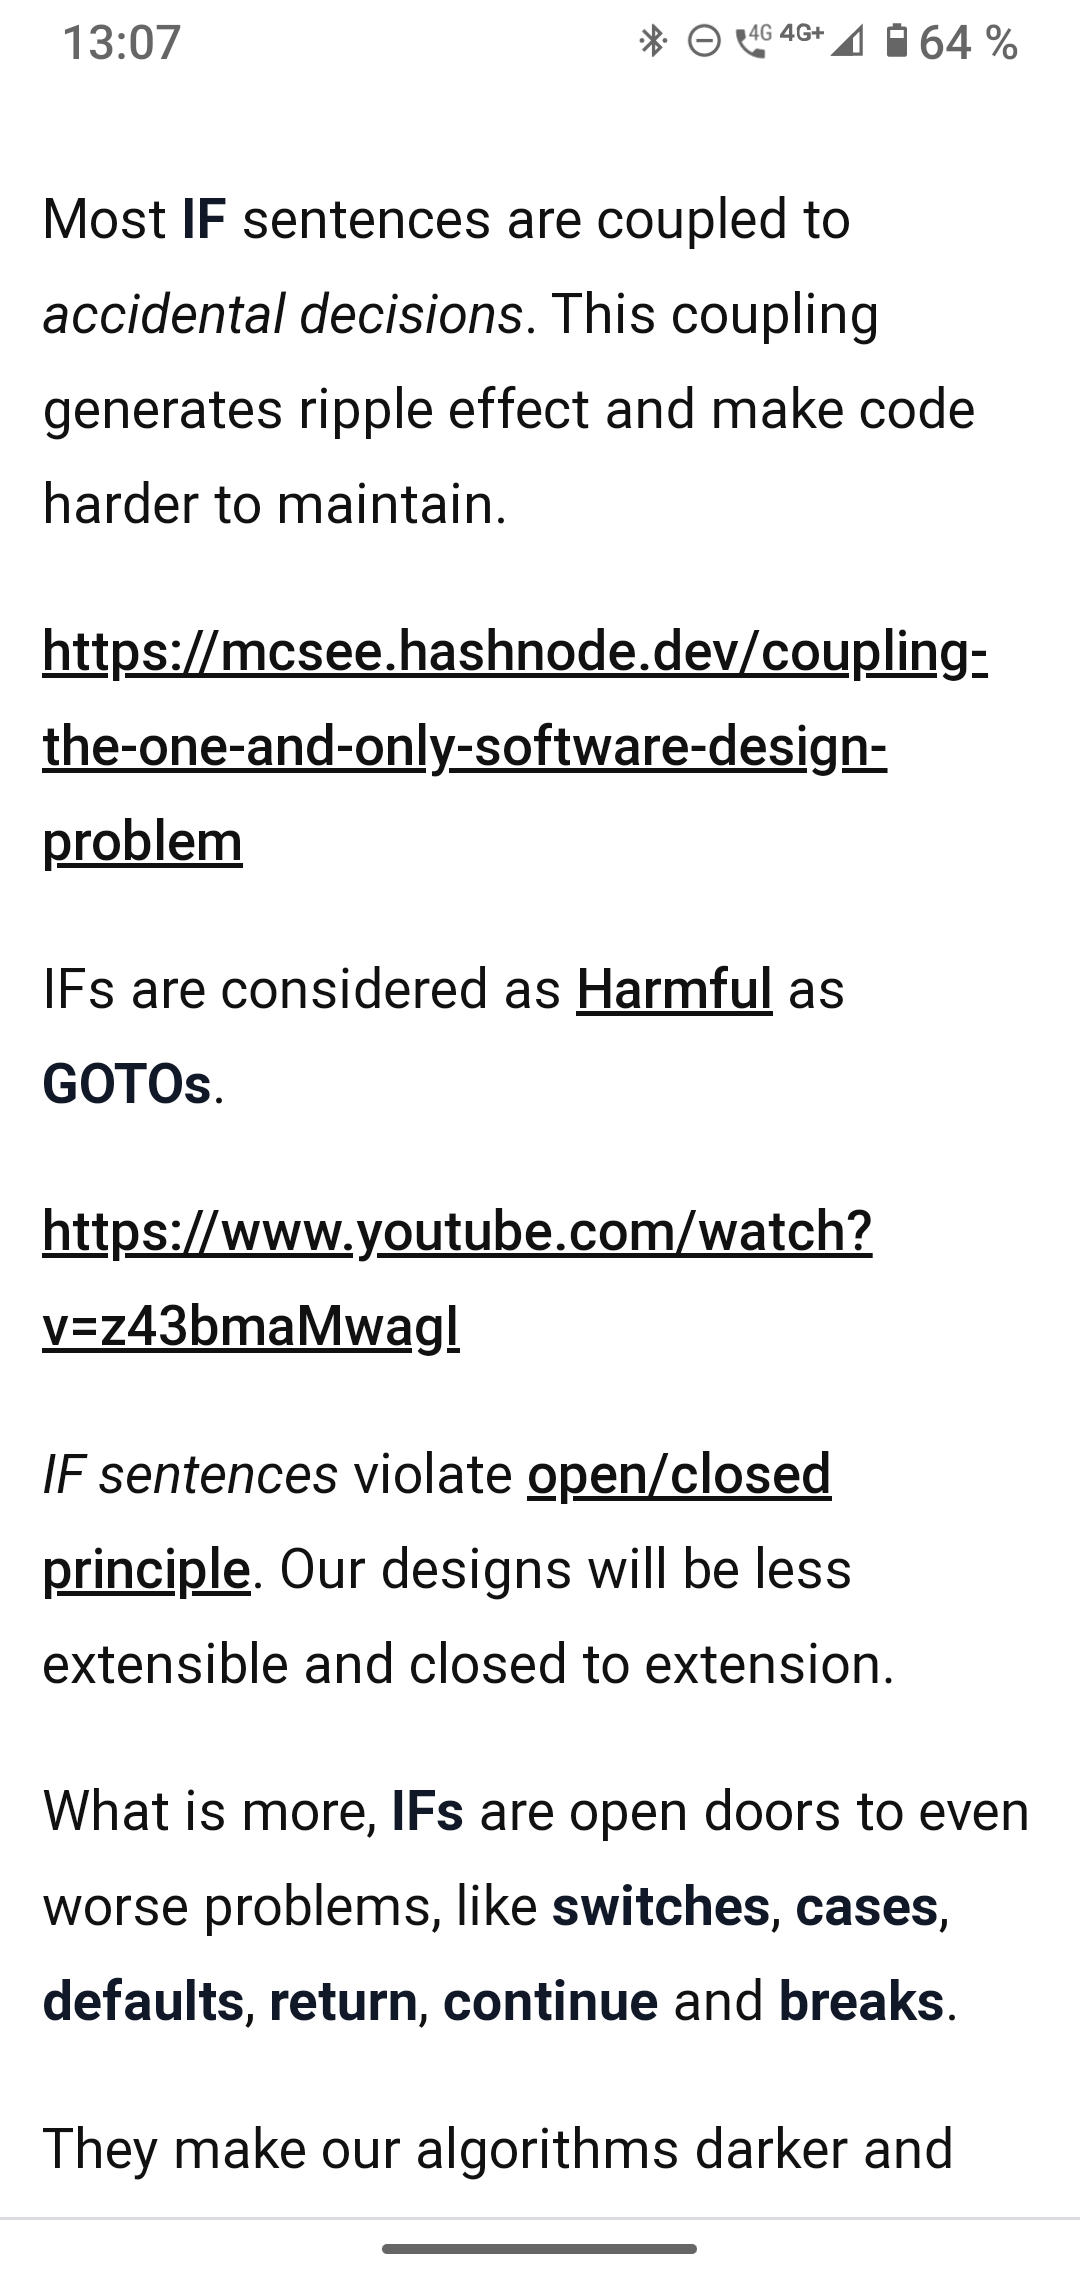 13:07 4G 4G+ 64 %
Most IF sentences are coupled to
accidental decisions. This coupling
generates ripple effect and make code
harder to maintain.
https://mcsee.hashnode.dev/coupling-
the-one-and-only-software-design-
problem
IFs are considered as Harmful as
GOTOs.
https://www.youtube.com/watch?
v=z43bmaMwagI
IF sentences violate open/closed
principle. Our designs will be less
extensible and closed to extension.
What is more, IFs are open doors to even
worse problems, like switches, cases,
defaults, return, continue and breaks.
They make our algorithms darker and